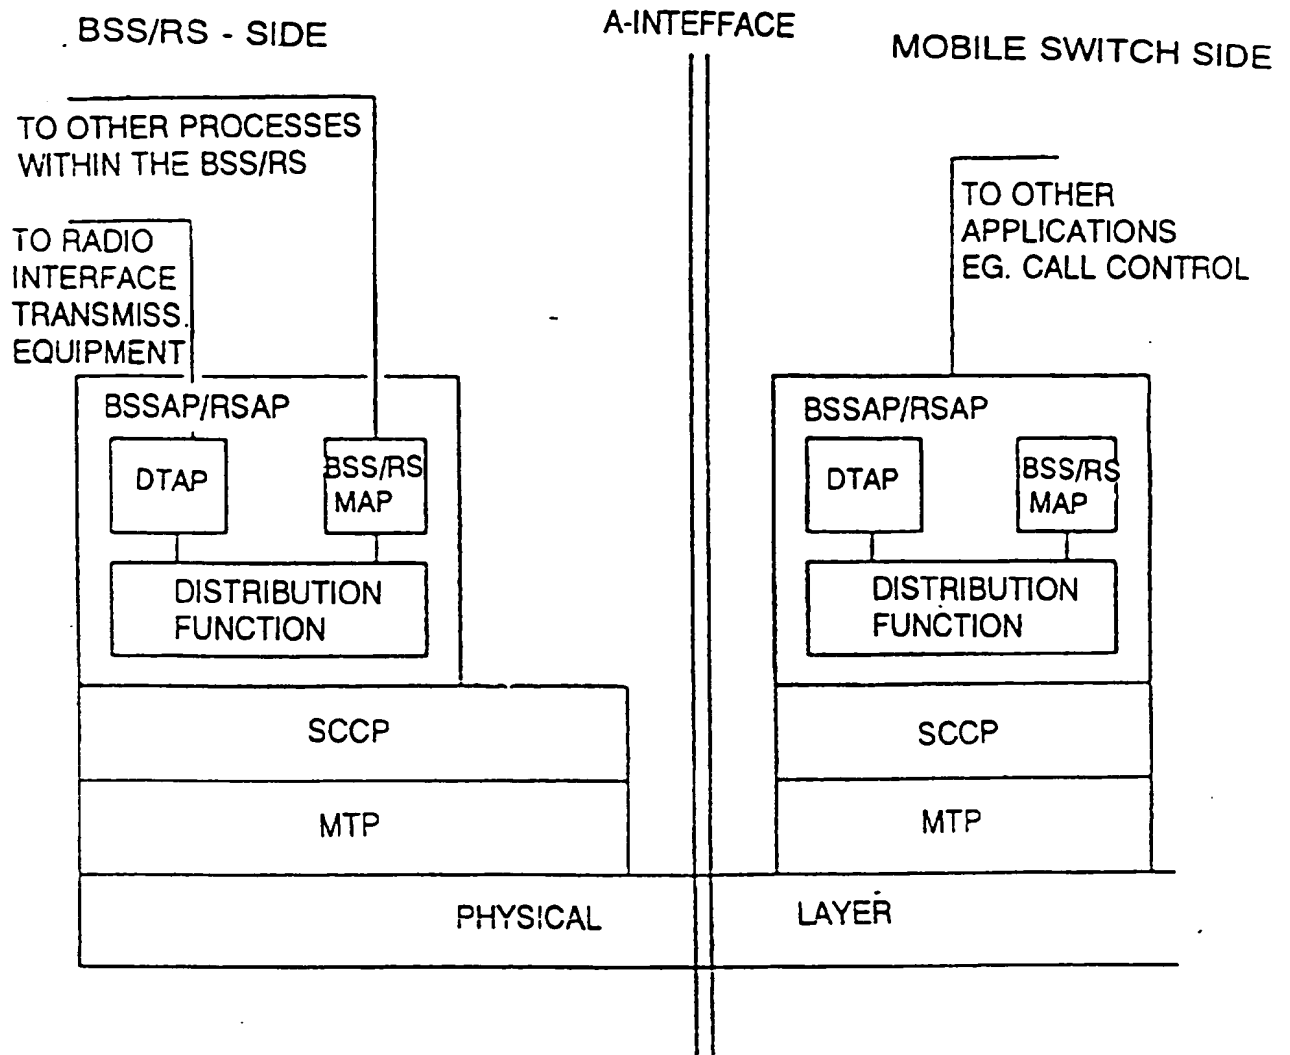 BSS/RS - SIDE
A-INTEFFACE
MOBILE SWITCH SIDE
TO OTHER PROCESSES
WITHIN THE BSS/RS
TO RADIO
INTERFACE
TRANSMISS.
EQUIPMENT
TO OTHER
APPLICATIONS
EG. CALL CONTROL
BSSAP/RSAP
DTAP
BSS/RS
MAP
DISTRIBUTION
FUNCTION
SCCP
MTP
BSSAP/RSAP
DTAP
BSS/RS
MAP
DISTRIBUTION
FUNCTION
SCCP
MTP
PHYSICAL LAYER